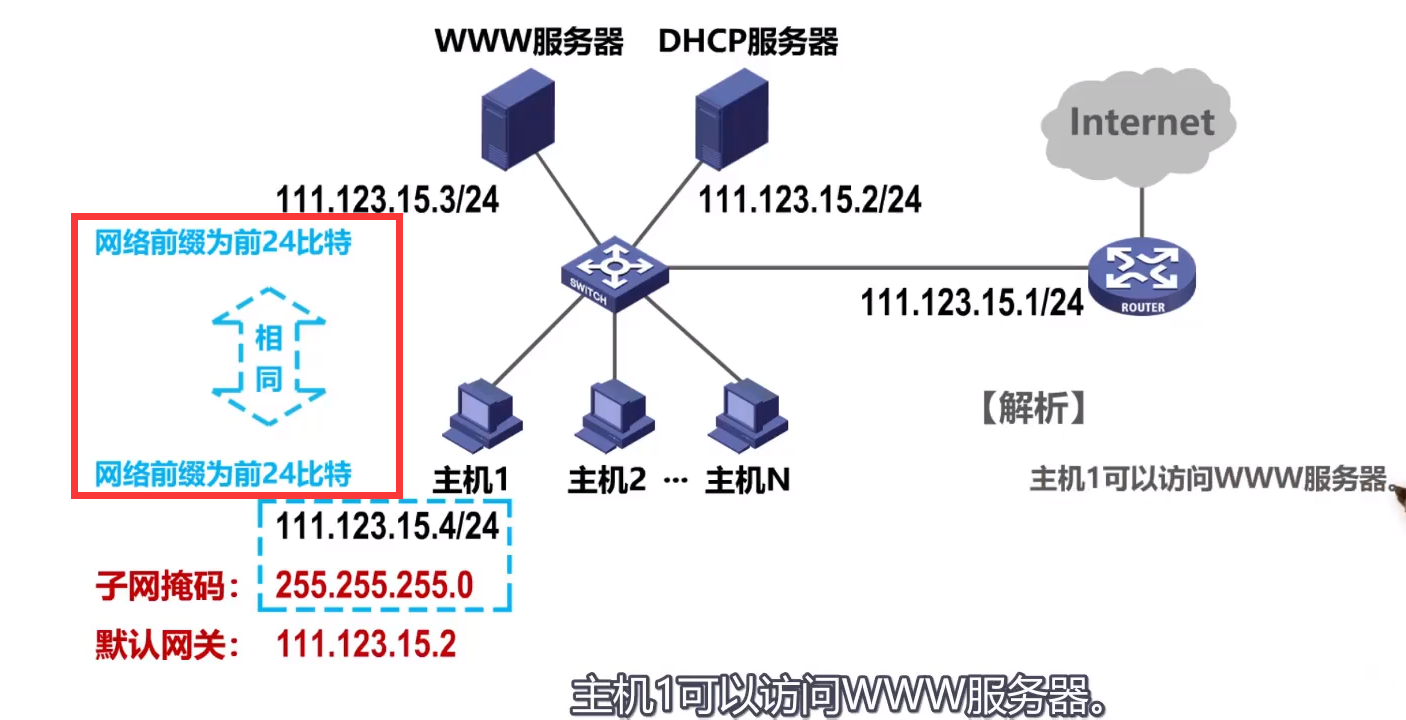 WWW服务器 DHCP服务器
Internet
111.123.15.3/24 111.123.15.2/24
网络前缀为前24比特
SWITCH
111.123.15.1/24
ROUTER
相
同
【解析】
网络前缀为前24比特
主机1 主机2 … 主机N
主机1可以访问WWW服务器。
111.123.15.4/24
子网掩码： 255.255.255.0
默认网关： 111.123.15.2
主机1可以访问WWW服务器。